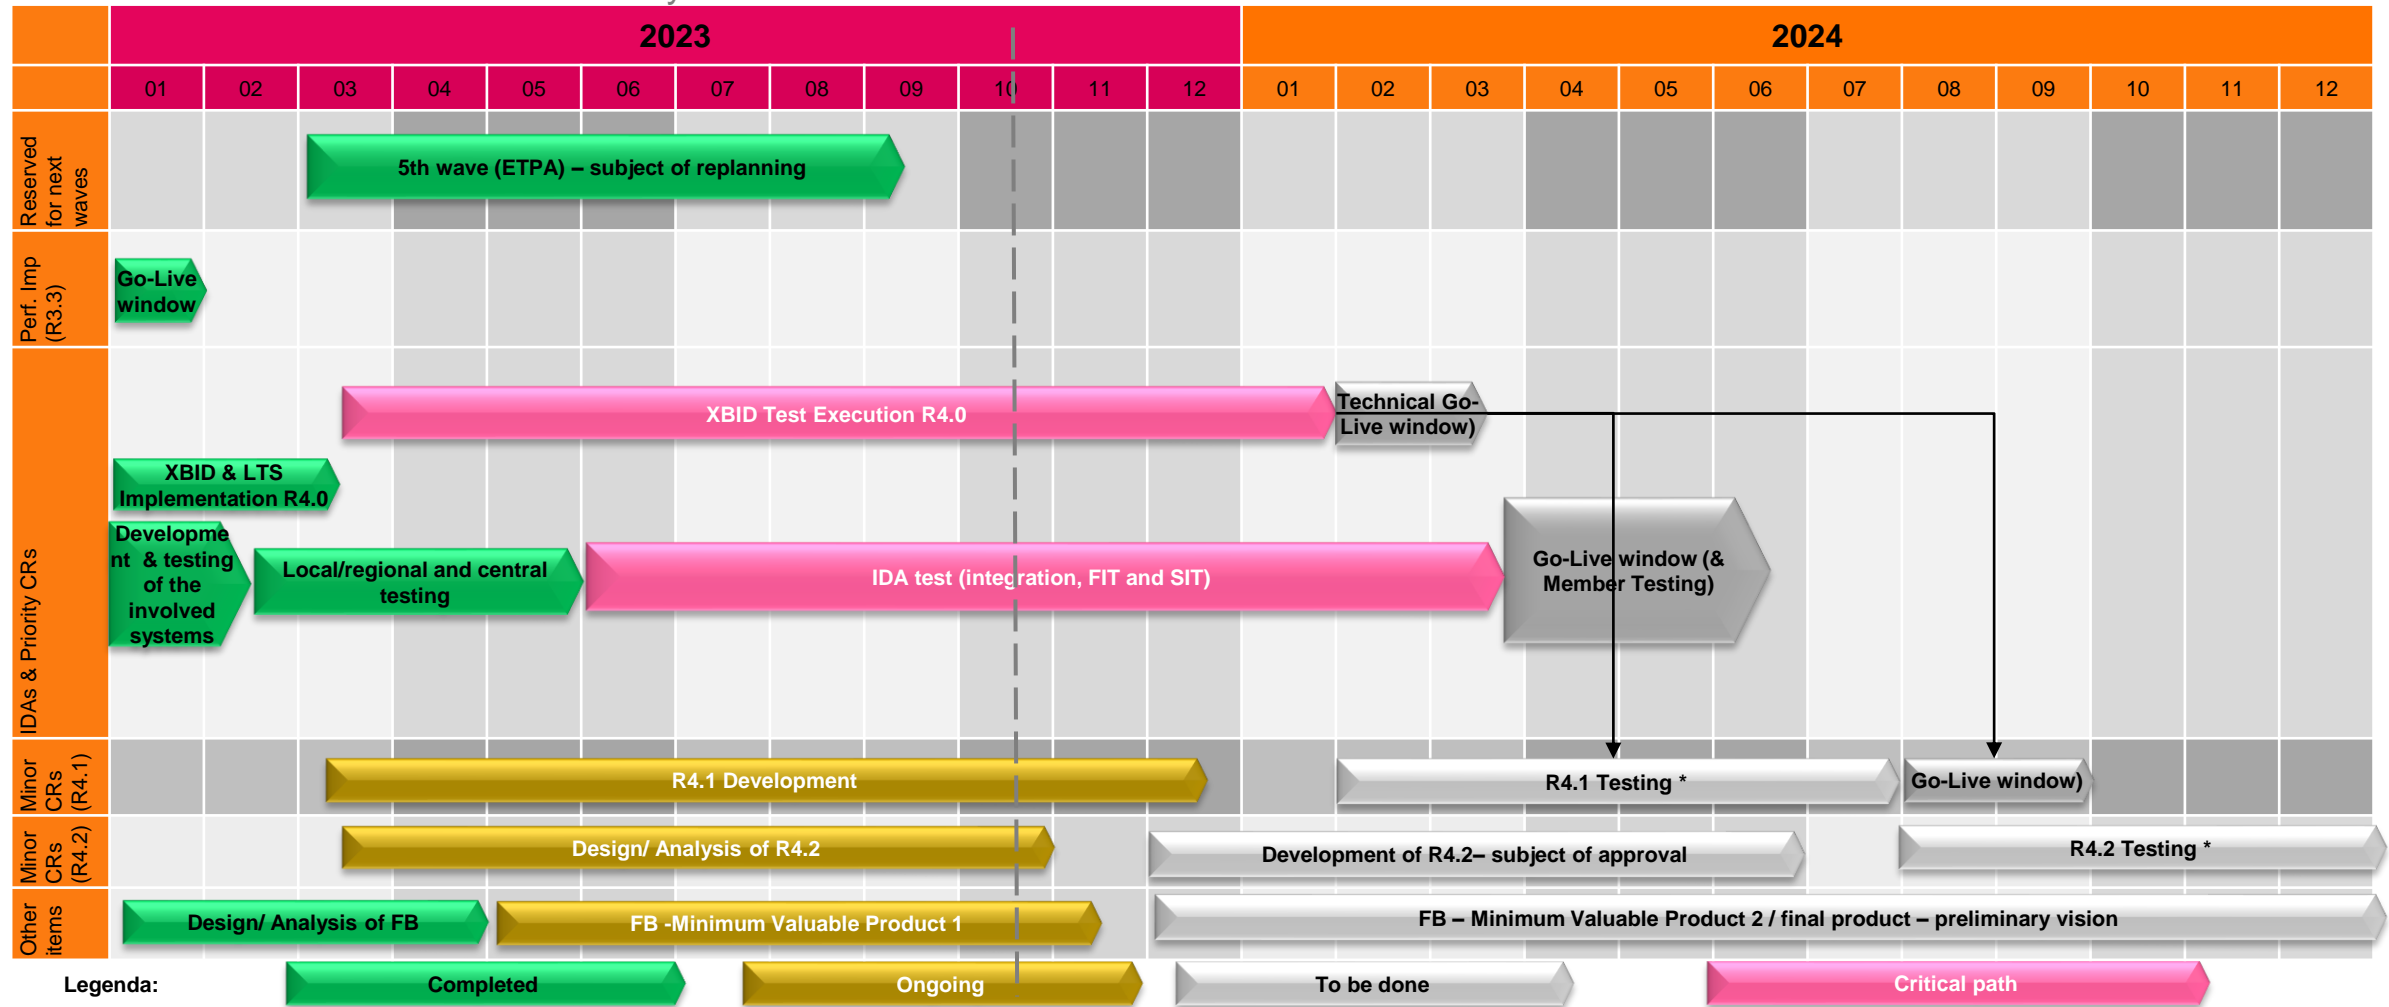 2023
2024
01 02 03 04 05 06 07 08 09 10 11 12 01 02 03 04 05 06 07 08 09 10 11 12
Reserved
for next
waves
5th wave (ETPA) – subject of replanning
Perf. Imp
(R3.3)
Go-Live
window
IDAs & Priority CRs
XBID Test Execution R4.0
Technical Go-
Live window)
XBID & LTS
Implementation R4.0
Developme
nt & testing
of the
involved
systems
Local/regional and central
testing
IDA test (integration, FIT and SIT)
Go-Live window (&
Member Testing)
Minor
CRs
(R4.1)
R4.1 Development
R4.1 Testing *
Go-Live window)
Minor
CRs
(R4.2)
Design/ Analysis of R4.2
Development of R4.2– subject of approval
R4.2 Testing *
Other
items
Design/ Analysis of FB
FB -Minimum Valuable Product 1
FB – Minimum Valuable Product 2 / final product – preliminary vision
Legenda:
Completed
Ongoing
To be done
Critical path